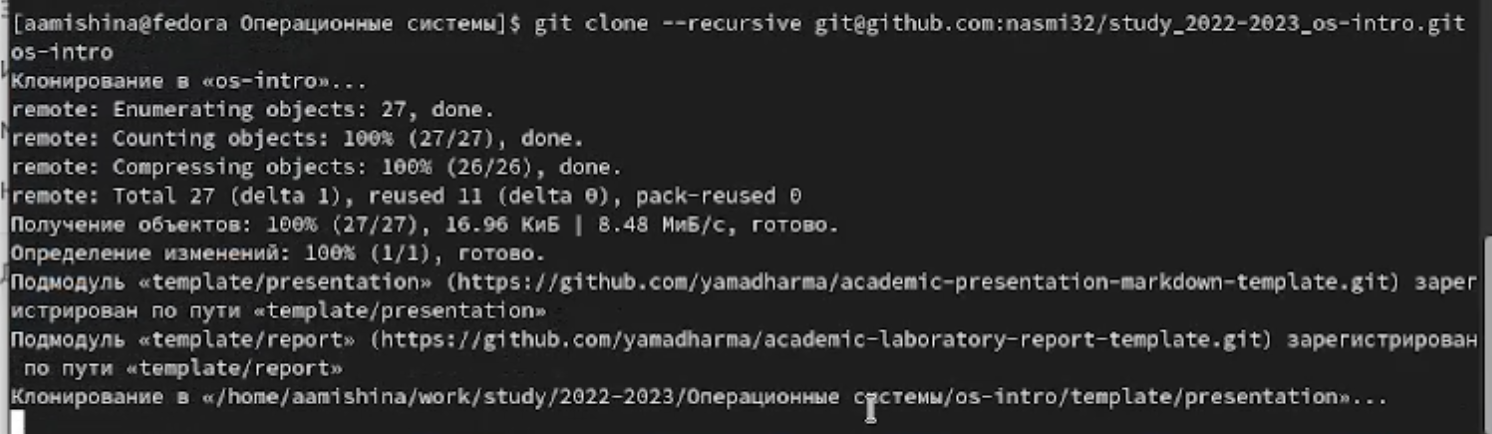 [aamishina@fedora Операционные системы]$ git clone --recursive git@github.com:nasmi32/study_2022-2023_os-intro.git
os-intro
Клонирование в «os-intro»...
remote: Enumerating objects: 27, done.
remote: Counting objects: 100% (27/27), done.
remote: Compressing objects: 100% (26/26), done.
remote: Total 27 (delta 1), reused 11 (delta 0), pack-reused 0
Получение объектов: 100% (27/27), 16.96 КиБ | 8.48 МиБ/с, готово.
Определение изменений: 100% (1/1), готово.
Подмодуль «template/presentation» (https://github.com/yamadharma/academic-presentation-markdown-template.git) зарег
истрирован по пути «template/presentation»
Подмодуль «template/report» (https://github.com/yamadharma/academic-laboratory-report-template.git) зарегистрирован
 по пути «template/report»
Клонирование в «/home/aamishina/work/study/2022-2023/Операционные системы/os-intro/template/presentation»...